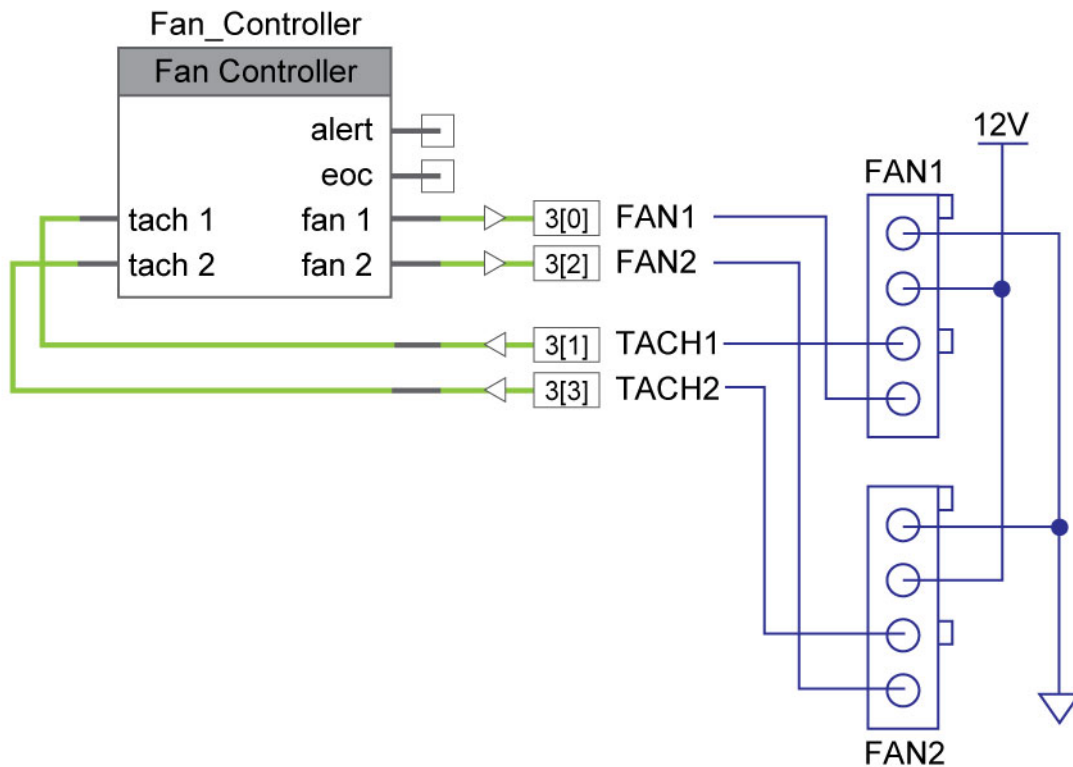 Fan_Controller
Fan Controller
alert
eoc
tach 1
fan 1
tach 2
fan 2
3[0] FAN1
3[2] FAN2
3[1] TACH1
3[3] TACH2
12V
FAN1
FAN2